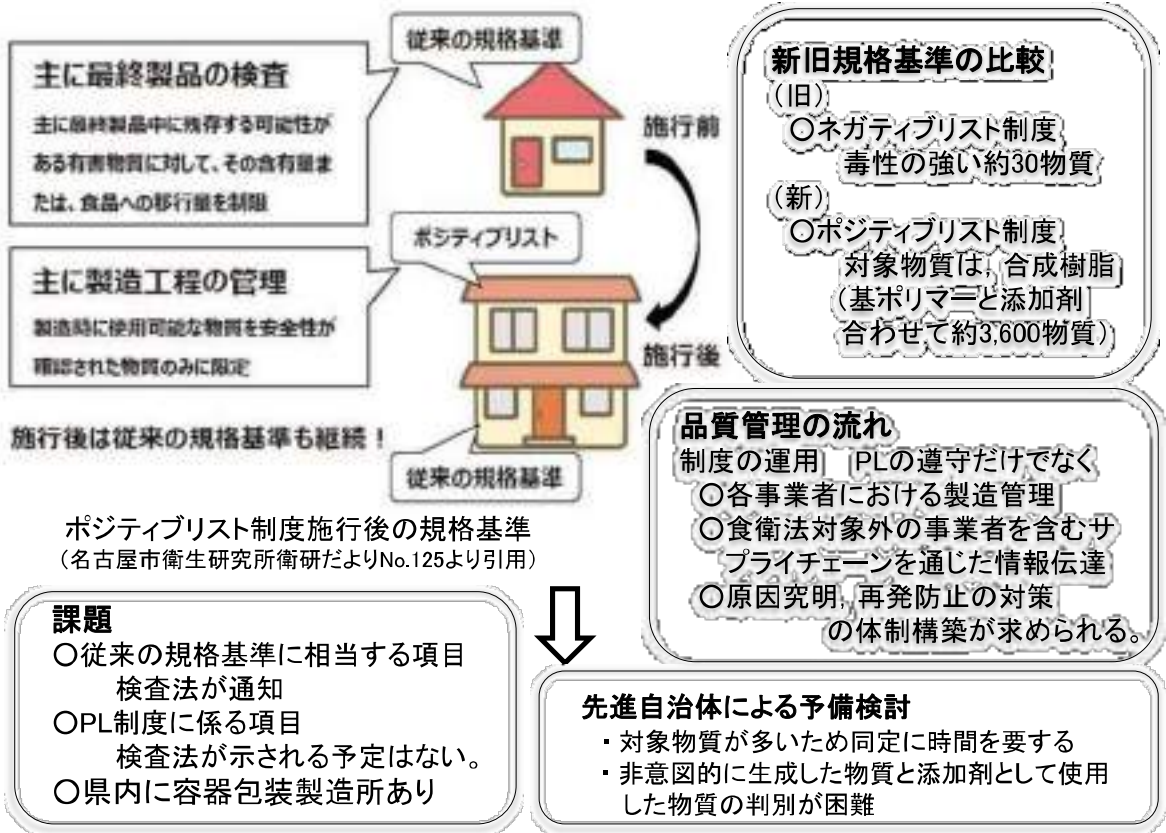 従来の規格基準
主に最終製品の検査
主に最終製品中に残存する可能性が
ある有害物質に対して、その含有量ま
たは、食品への移行量を制限
施行前
ポジティブリスト
主に製造工程の管理
製造時に使用可能な物質を安全性が
確認された物質のみに限定
施行後
施行後は従来の規格基準も継続！
従来の規格基準
ポジティブリスト制度施行後の規格基準
（名古屋市衛生研究所衛研だよりNo.125より引用）
新旧規格基準の比較
（旧）
〇ネガティブリスト制度
毒性の強い約30物質
（新）
〇ポジティブリスト制度
対象物質は，合成樹脂
（基ポリマーと添加剤
合わせて約3,600物質）
品質管理の流れ
制度の運用　PLの遵守だけでなく
〇各事業者における製造管理
〇食衛法対象外の事業者を含むサ
プライチェーンを通じた情報伝達
〇原因究明，再発防止の対策
の体制構築が求められる。
課題
〇従来の規格基準に相当する項目
検査法が通知
〇PL制度に係る項目
検査法が示される予定はない。
〇県内に容器包装製造所あり
先進自治体による予備検討
・対象物質が多いため同定に時間を要する
・非意図的に生成した物質と添加剤として使用
した物質の判別が困難